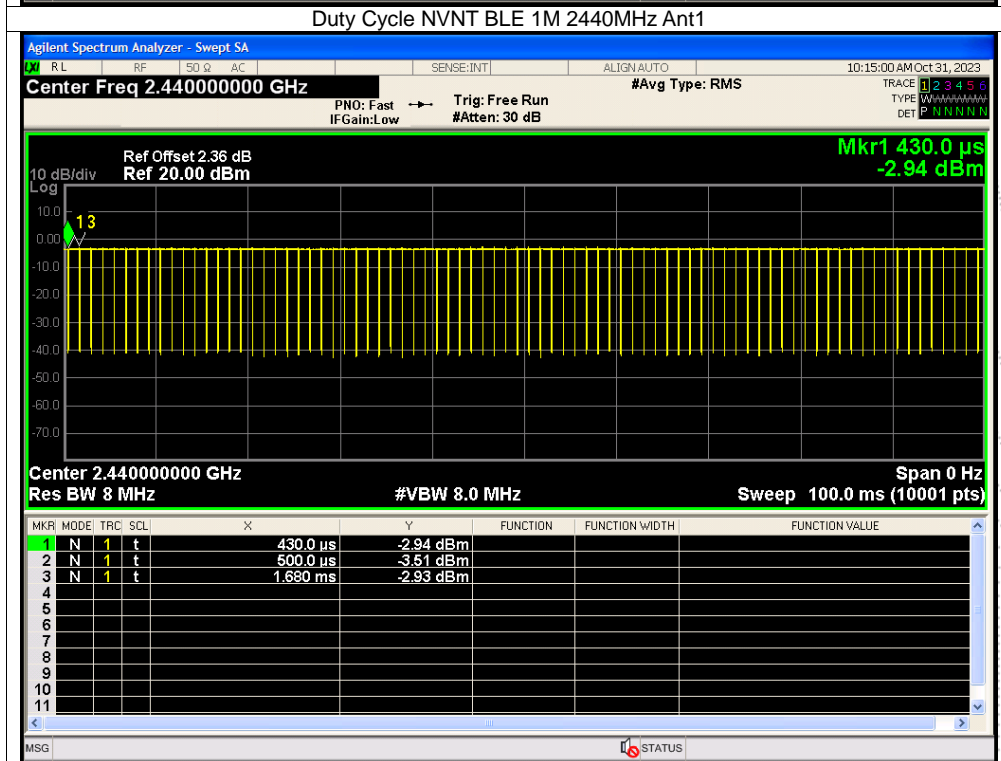 Duty Cycle NVNT BLE 1M 2440MHz Ant1
Agilent Spectrum Analyzer - Swept SA
LXI RL RF 50 Ω AC SENSE:INT ALIGN AUTO 10:15:00 AM Oct 31, 2023
Center Freq 2.440000000 GHz #Avg Type: RMS TRACE 1 2 3 4 5 6
PNO: Fast Trig: Free Run TYPE WWWWWW
IFGain:Low #Atten: 30 dB DET P N N N N N
Mkr1 430.0 µs
Ref Offset 2.36 dB
10 dB/div Ref 20.00 dBm -2.94 dBm
Log
10.0
1 3
0.00
-10.0
-20.0
-30.0
-40.0
-50.0
-60.0
-70.0
Center 2.440000000 GHz Span 0 Hz
Res BW 8 MHz #VBW 8.0 MHz Sweep 100.0 ms (10001 pts)
MKR MODE TRC SCL X Y FUNCTION FUNCTION WIDTH FUNCTION VALUE
1 N 1 t 430.0 µs -2.94 dBm
2 N 1 t 500.0 µs -3.51 dBm
3 N 1 t 1.680 ms -2.93 dBm
4
5
6
7
8
9
10
11
MSG STATUS